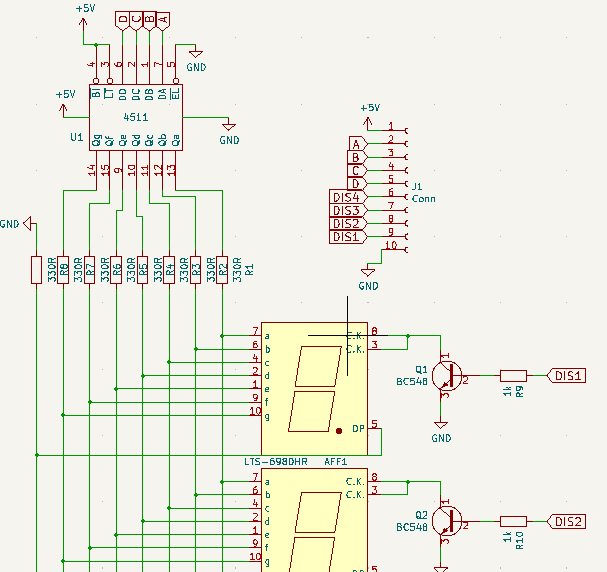 +5V
D C B A
4 3 6 2 1 7 5
GND
+5V
BI LT DD DC DB DA EL
4511
GND
U1
Qg Qf Qe Qd Qc Qb Qa
14 15 9 10 11 12 13
GND
330R R8 330R R7 330R R6 330R R5 330R R4 330R R3 330R R2 330R R1
+5V
1
A 2
B 3
C 4
D 5
J1
DIS4 6
Conn
DIS3 7
DIS2 8
DIS1 9
10
GND
7 a C.K. 8
6 b C.K. 3
4 c
2 d
1 e
9 f
10 g
DP 5
LTS-6980HR AFF1
Q1
BC548
1
2
3
GND
1k
R9
DIS1
7 a C.K. 8
6 b C.K. 3
4 c
2 d
1 e
9 f
10 g
DP 5
Q2
BC548
1
2
3
1k
R10
DIS2